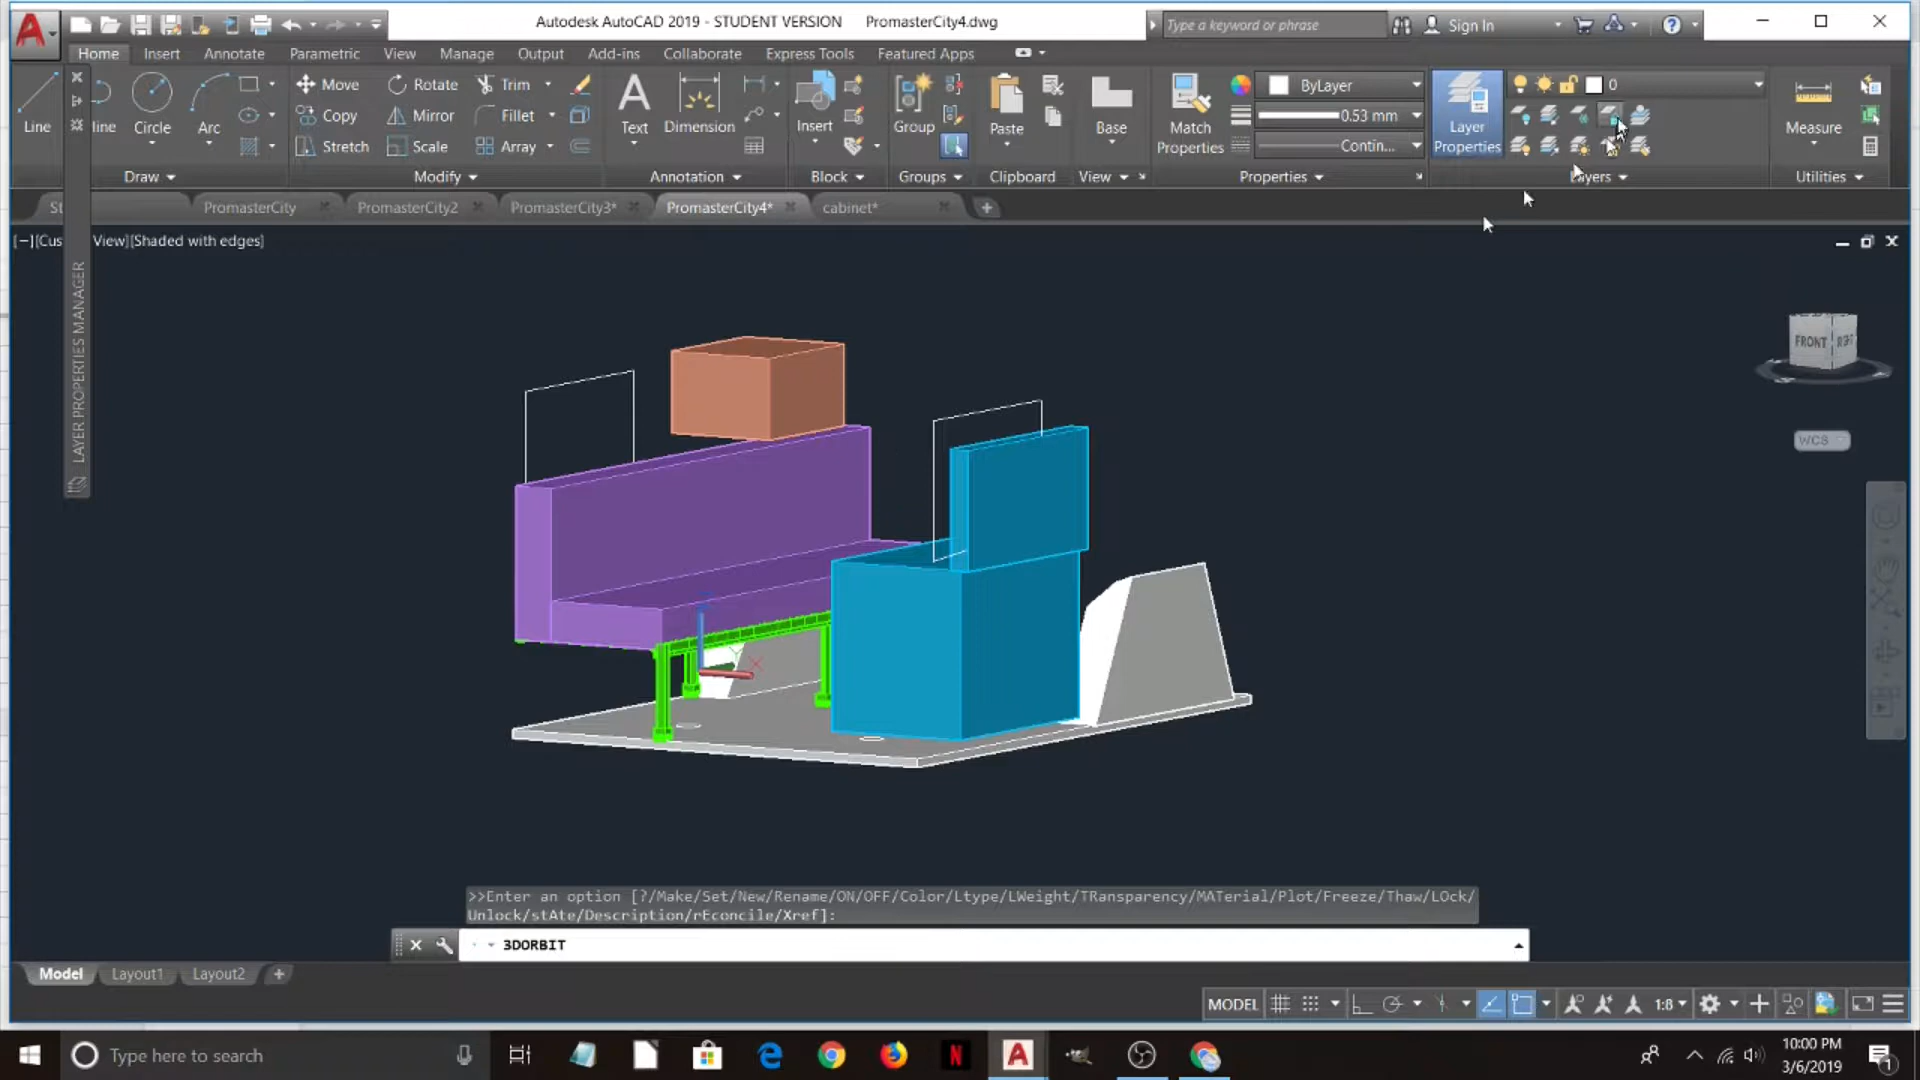 Autodesk AutoCAD 2019 - STUDENT VERSION PromasterCity4.dwg
Type a keyword or phrase
Sign In
Home Insert Annotate Parametric View Manage Output Add-ins Collaborate Express Tools Featured Apps
Line
line
Circle
Arc
Move
Copy
Stretch
Rotate
Mirror
Scale
Trim
Fillet
Array
Text
Dimension
Insert
Group
Paste
Base
Match
Properties
ByLayer
0.53 mm
Contin...
Layer
Properties
0
Measure
Draw Modify Annotation Block Groups Clipboard View Properties Layers Utilities
St PromasterCity PromasterCity2 PromasterCity3* PromasterCity4* cabinet*
[−][Cus View][Shaded with edges]
LAYER PROPERTIES MANAGER
FRONT
WCS
X
>>Enter an option [?/Make/Set/New/Rename/ON/OFF/Color/Ltype/LWeight/TRansparency/MATerial/Plot/Freeze/Thaw/LOck/
Unlock/stAte/Description/rEconcile/Xref]:
3DORBIT
Model Layout1 Layout2
MODEL
1:8
Type here to search
10:00 PM
3/6/2019
1